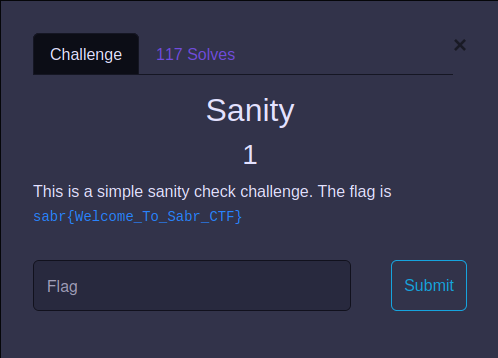 Challenge
117 Solves
×
Sanity
1
This is a simple sanity check challenge. The flag is
sabr{Welcome_To_Sabr_CTF}
Flag
Submit